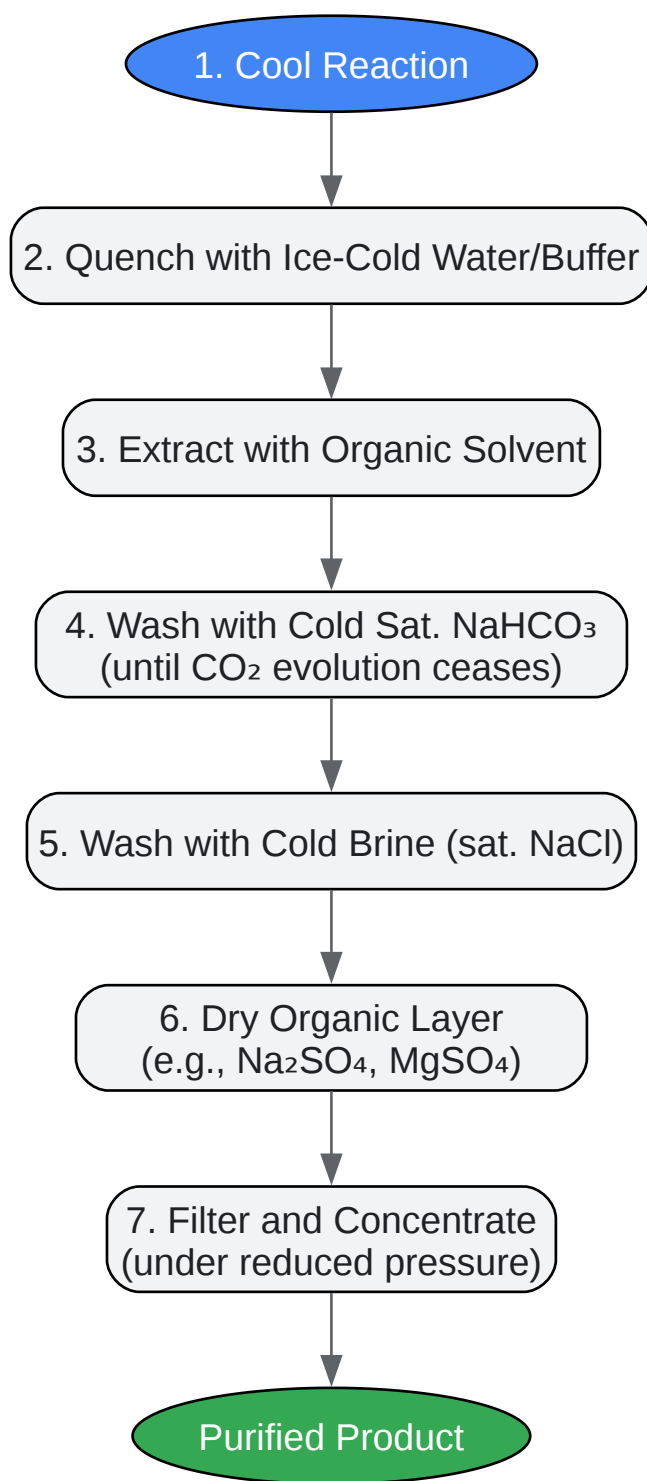 1. Cool Reaction
2. Quench with Ice-Cold Water/Buffer
3. Extract with Organic Solvent
4. Wash with Cold Sat. NaHCO₃
(until CO₂ evolution ceases)
5. Wash with Cold Brine (sat. NaCl)
6. Dry Organic Layer
(e.g., Na₂SO₄, MgSO₄)
7. Filter and Concentrate
(under reduced pressure)
Purified Product